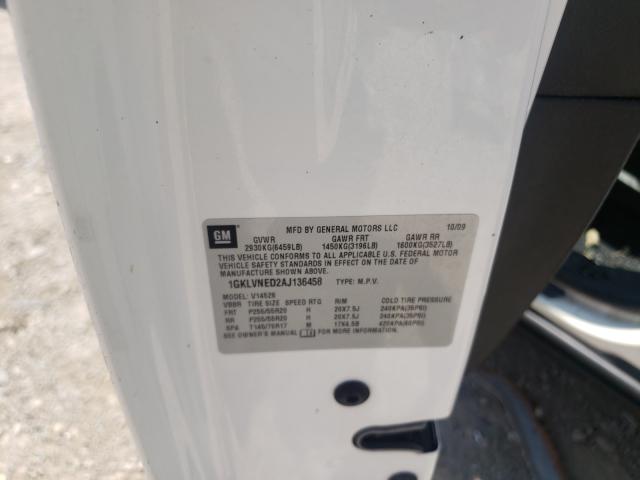 GM MFD BY GENERAL MOTORS LLC 10/09
GVWR GAWR FRT GAWR RR
2930KG(6459LB) 1450KG(3196LB) 1600KG(3527LB)
THIS VEHICLE CONFORMS TO ALL APPLICABLE U.S. FEDERAL MOTOR
VEHICLE SAFETY STANDARDS IN EFFECT ON THE DATE OF
MANUFACTURE SHOWN ABOVE.
1GKLVNED2AJ136458 TYPE: M.P.V.
MODEL: V14526
TIRE SIZE SPEED RTG RIM COLD TIRE PRESSURE
FRT P255/55R20 H 20X7.5J 240KPA(35PSI)
RR P255/55R20 H 20X7.5J 240KPA(35PSI)
SPA T145/70R17 M 17X4.5B 420KPA(60PSI)
SEE OWNER'S MANUAL FOR MORE INFORMATION.